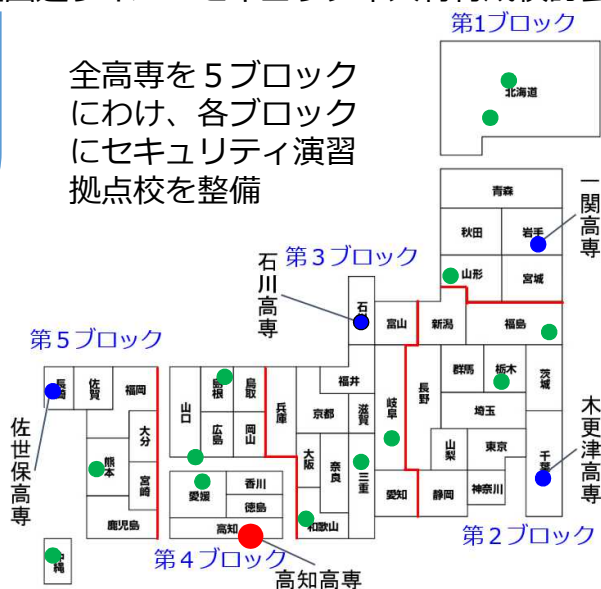 第1ブロック
全高専を５ブロック
にわけ、各ブロック
にセキュリティ演習
拠点校を整備
北海道
青森
秋田
岩手
一関高専
山形
宮城
第３ブロック
石川高専
富山
新潟
福島
第５ブロック
長崎
佐賀
福岡
山口
島根
鳥取
兵庫
福井
京都
滋賀
岐阜
長野
群馬
栃木
茨城
埼玉
佐世保高専
大分
熊本
宮崎
鹿児島
沖縄
広島
岡山
愛媛
香川
徳島
高知
大阪
奈良
三重
和歌山
愛知
山梨
東京
千葉
静岡
神奈川
木更津高専
第４ブロック
高知高専
第２ブロック